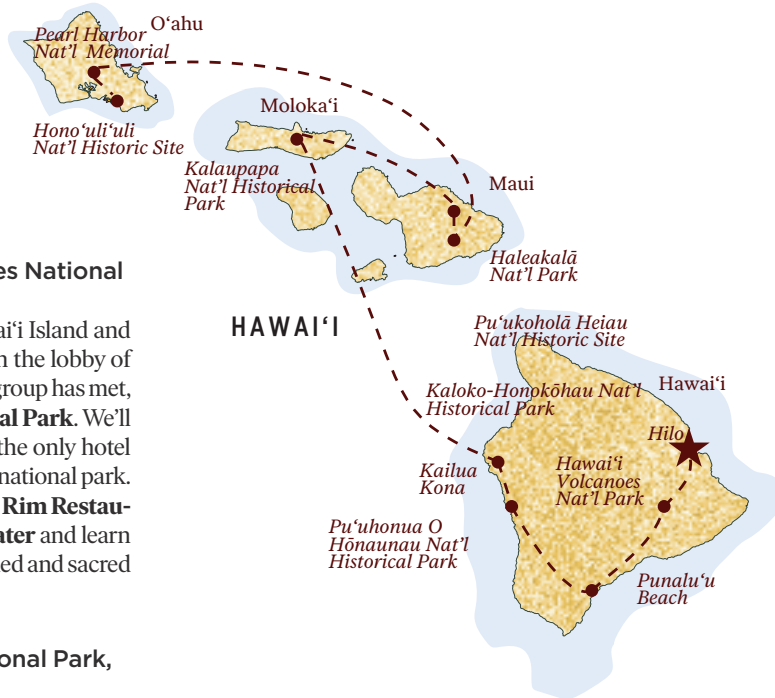 O‘ahu
Pearl Harbor
Nat’l Memorial
Hono‘uli‘uli
Nat’l Historic Site
Moloka‘i
Kalaupapa
Nat’l Historical
Park
Maui
Haleakalā
Nat’l Park
HAWAI‘I
Pu‘ukoholā Heiau
Nat’l Historic Site
Kaloko-Honokōhau Nat’l
Historical Park
Hawai‘i
Hilo
Kailua
Kona
Hawai‘i
Volcanoes
Nat’l Park
Pu‘uhonua O
Hōnaunau Nat’l
Historical Park
Punalu‘u
Beach
es National
ai‘i Island and
n the lobby of
group has met,
al Park. We’ll
the only hotel
national park.
Rim Restau-
ater and learn
ed and sacred
onal Park,